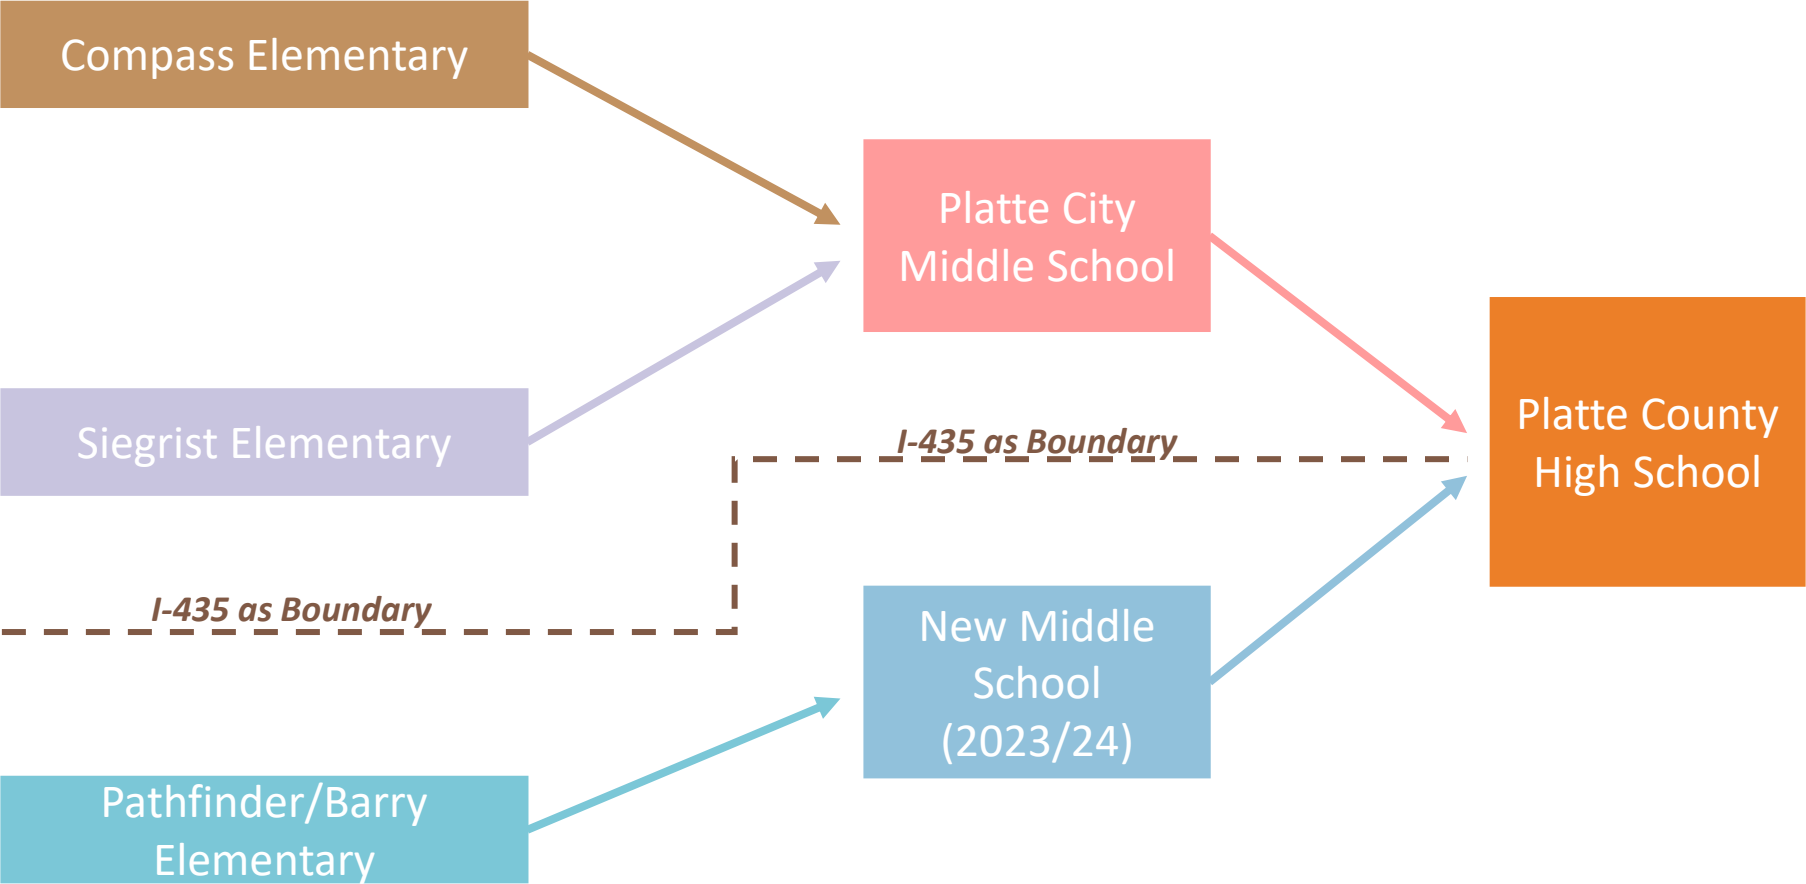 Compass Elementary
Platte City
Middle School
Siegrist Elementary
I-435 as Boundary
Platte County
High School
I-435 as Boundary
New Middle
School
(2023/24)
Pathfinder/Barry
Elementary